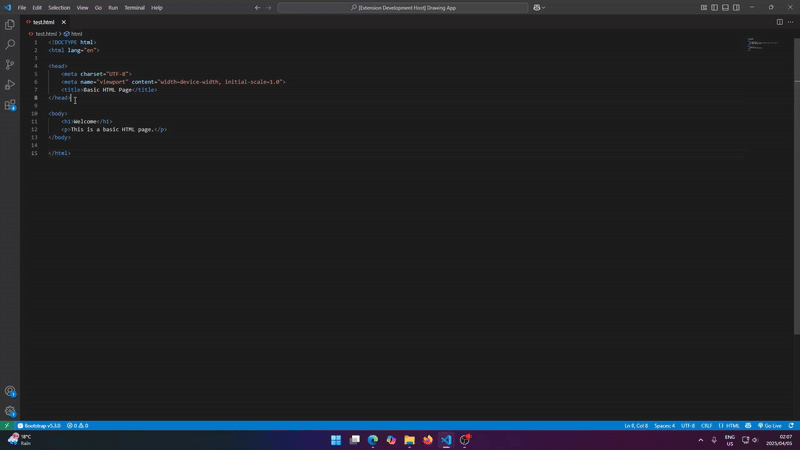 File Edit Selection View Go Run Terminal Help
[Extension Development Host] Drawing App
test.html
test.html > html
1 <!DOCTYPE html>
2 <html lang="en">
3
4 <head>
5 <meta charset="UTF-8">
6 <meta name="viewport" content="width=device-width, initial-scale=1.0">
7 <title>Basic HTML Page</title>
8 </head>
9
10 <body>
11 <h1>Welcome</h1>
12 <p>This is a basic HTML page.</p>
13 </body>
14
15 </html>
Bootstrap v5.3.0 0 0 Ln 8, Col 8 Spaces: 4 UTF-8 CRLF {} HTML Go Live
18°C
Rain
ENG
US
02:07
2025/04/05